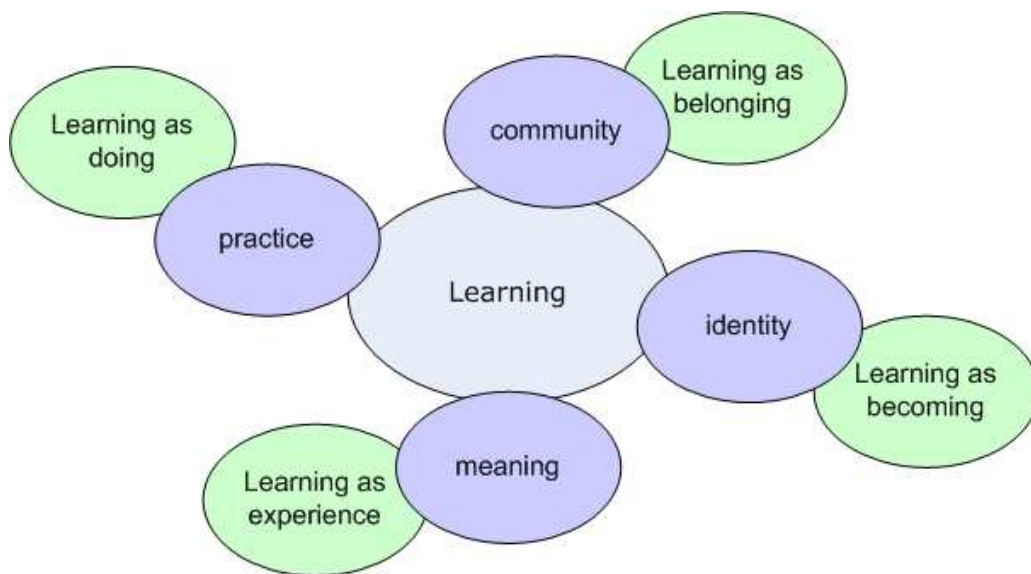 Learning as
belonging
community
Learning as
doing
practice
Learning
identity
Learning as
becoming
meaning
Learning as
experience